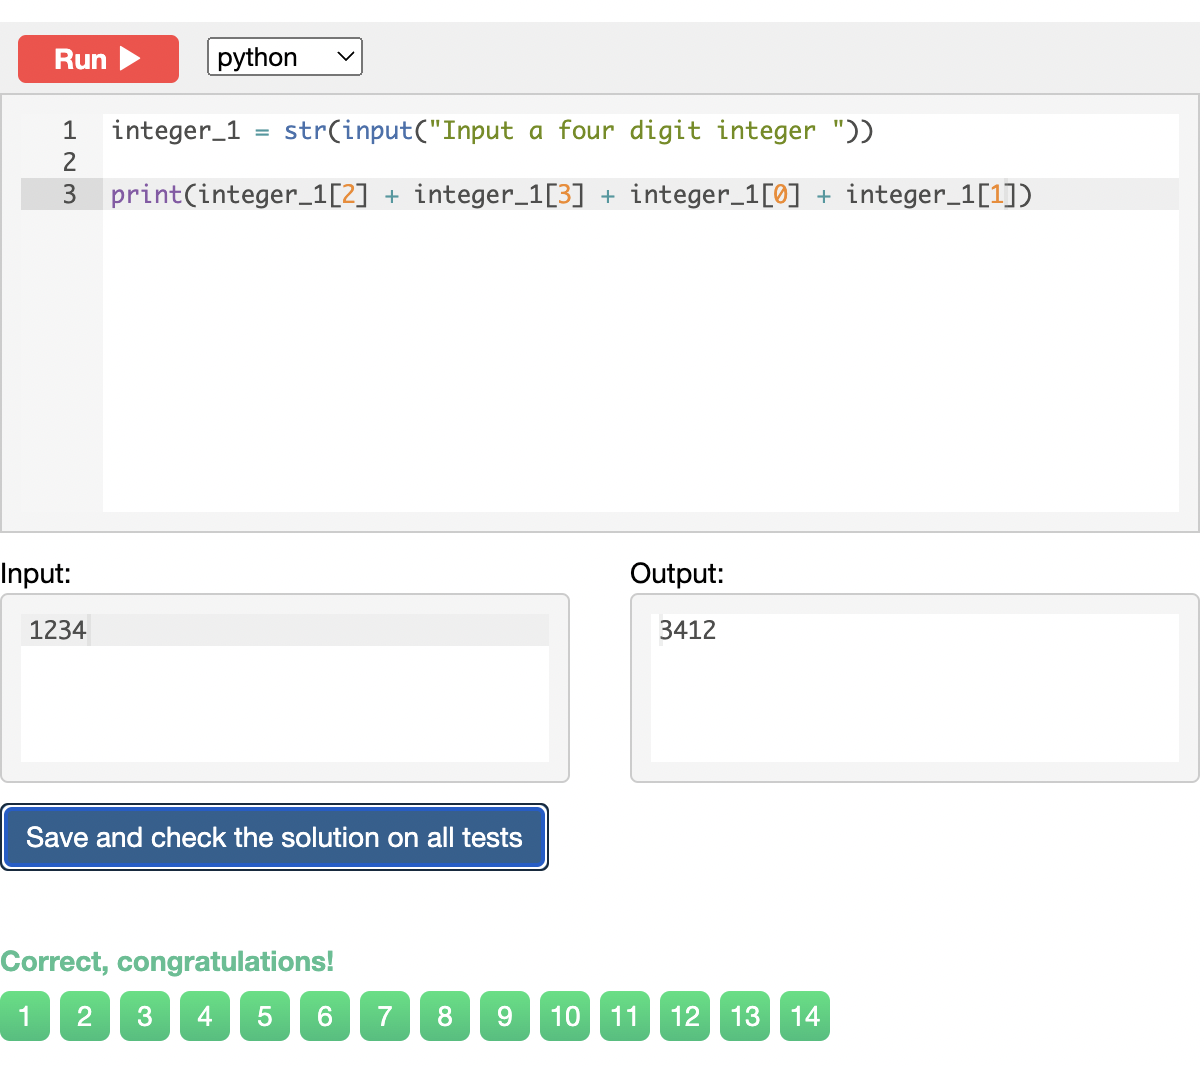 Run
python
1 integer_1 = str(input("Input a four digit integer "))
2
3 print(integer_1[2] + integer_1[3] + integer_1[0] + integer_1[1])
Input:
Output:
1234
3412
Save and check the solution on all tests
Correct, congratulations!
1 2 3 4 5 6 7 8 9 10 11 12 13 14